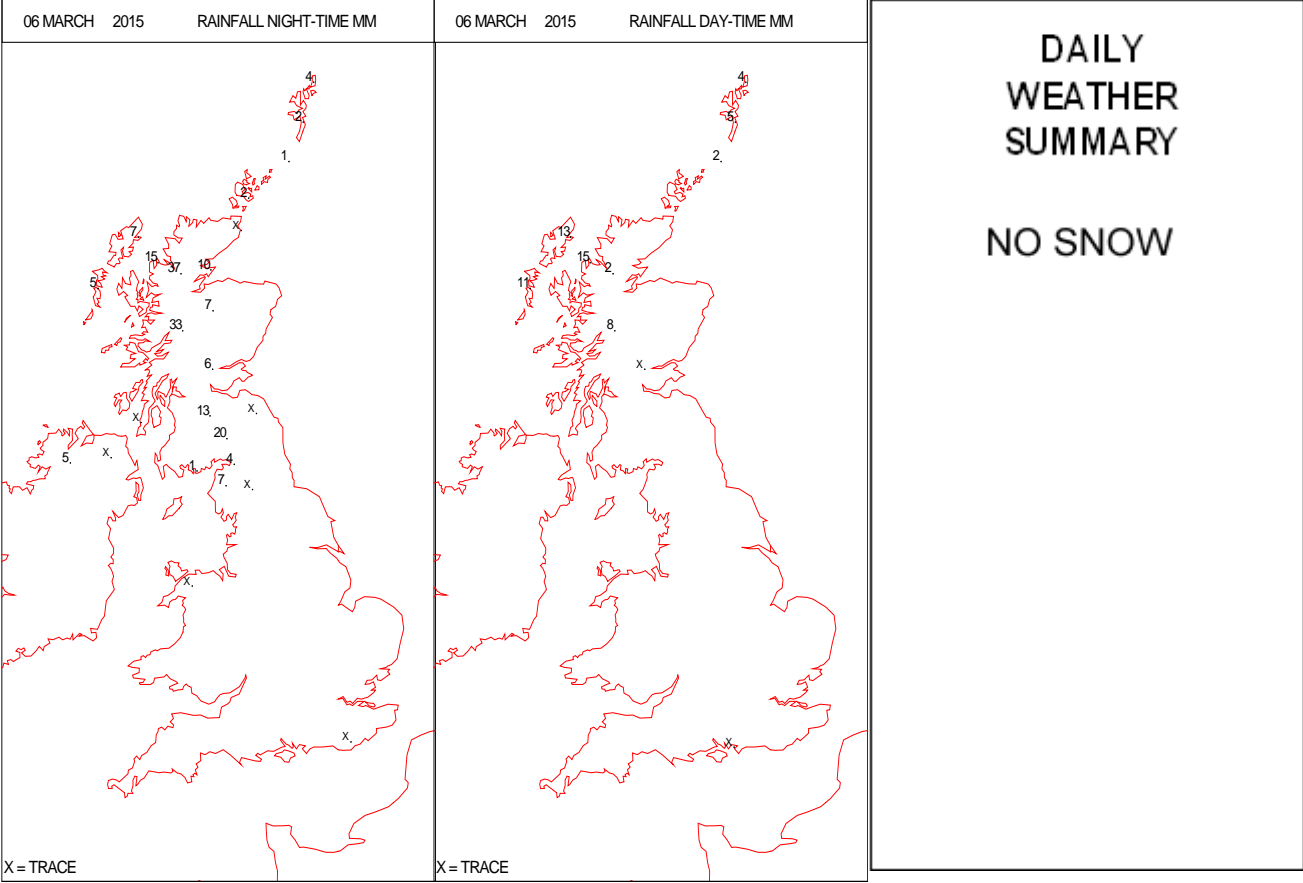 06 MARCH 2015 RAINFALL NIGHT-TIME MM
4
2
1
2
X
7
15
37
10
5
7
33
6
13
X
X
20
X
5
1
4
7
X
X
X
X = TRACE
06 MARCH 2015 RAINFALL DAY-TIME MM
4
5
2
13
15
2
11
8
X
X
X = TRACE
DAILY
WEATHER
SUMMARY
NO SNOW